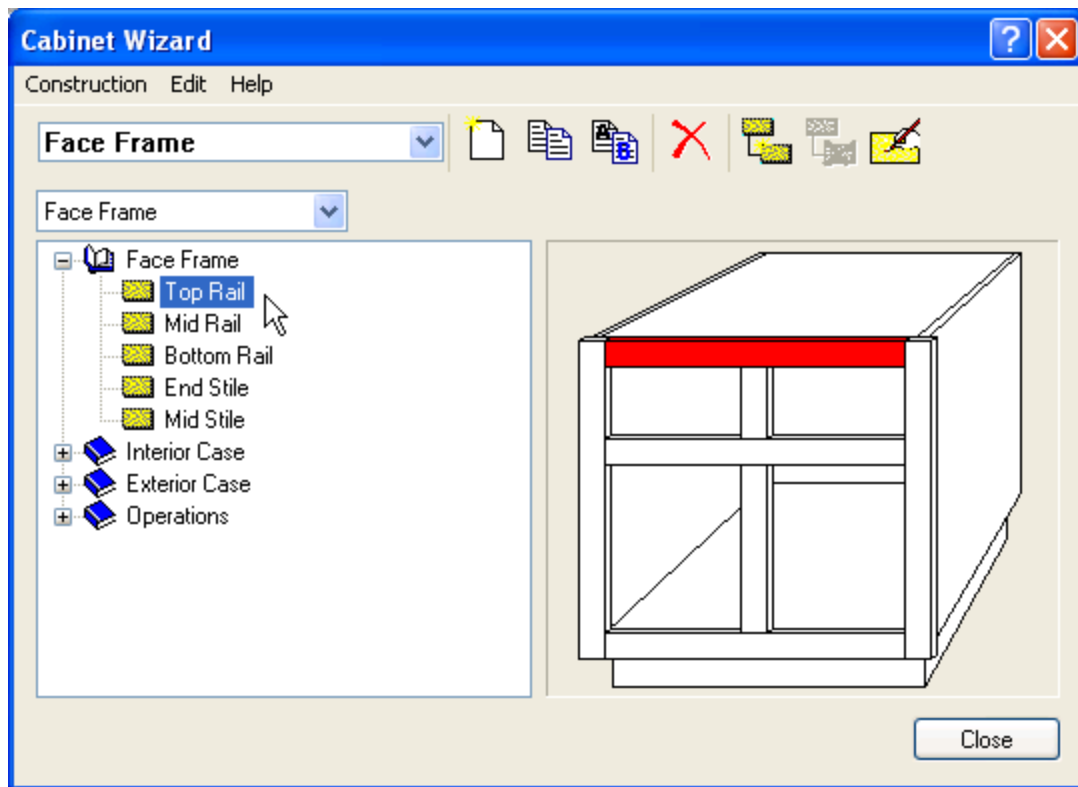 Cabinet Wizard
Construction Edit Help
Face Frame
A
B
Face Frame
Face Frame
Top Rail
Mid Rail
Bottom Rail
End Stile
Mid Stile
Interior Case
Exterior Case
Operations
Close